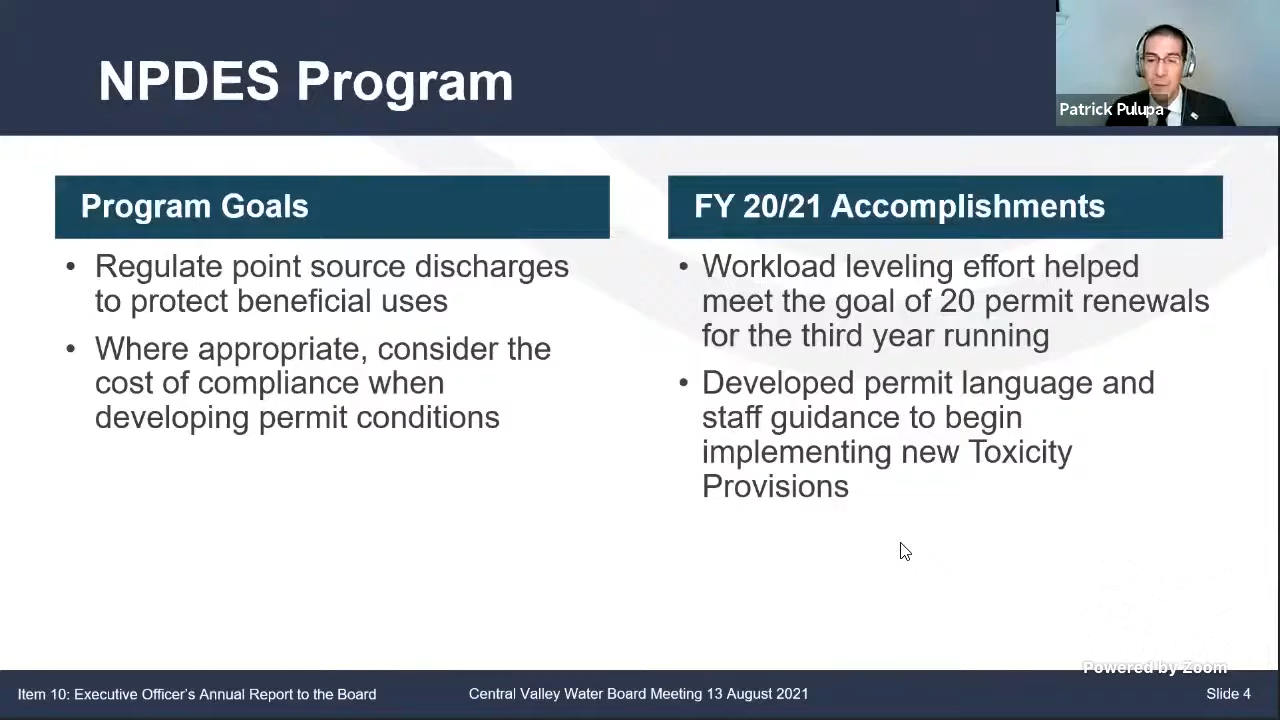 NPDES Program
Patrick Pulupa
Program Goals
• Regulate point source discharges
to protect beneficial uses
• Where appropriate, consider the
cost of compliance when
developing permit conditions
FY 20/21 Accomplishments
• Workload leveling effort helped
meet the goal of 20 permit renewals
for the third year running
• Developed permit language and
staff guidance to begin
implementing new Toxicity
Provisions
Powered by Zoom
Item 10: Executive Officer's Annual Report to the Board
Central Valley Water Board Meeting 13 August 2021
Slide 4